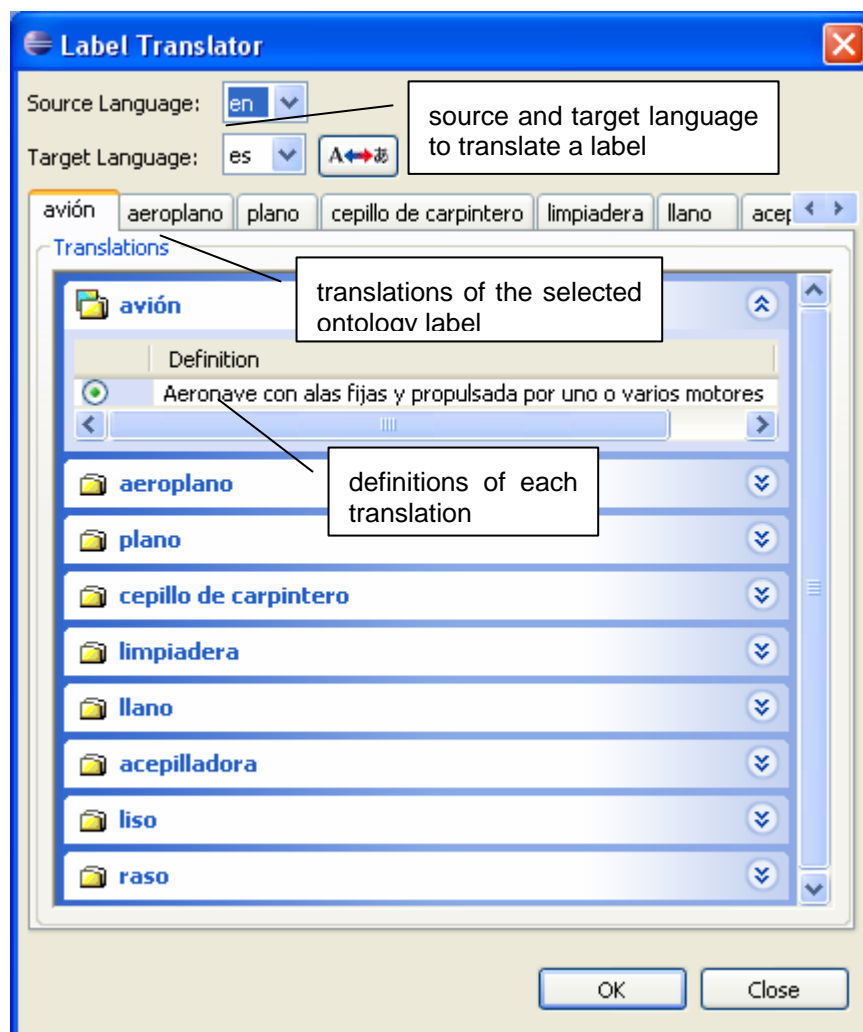 Label Translator
Source Language: en
source and target language
to translate a label
Target Language: es A あ
avión aeroplano plano cepillo de carpintero limpiadera llano acep
Translations
avión
translations of the selected
ontology label
Definition
Aeronave con alas fijas y propulsada por uno o varios motores
aeroplano
definitions of each
translation
plano
cepillo de carpintero
limpiadera
llano
acepilladora
liso
raso
OK Close